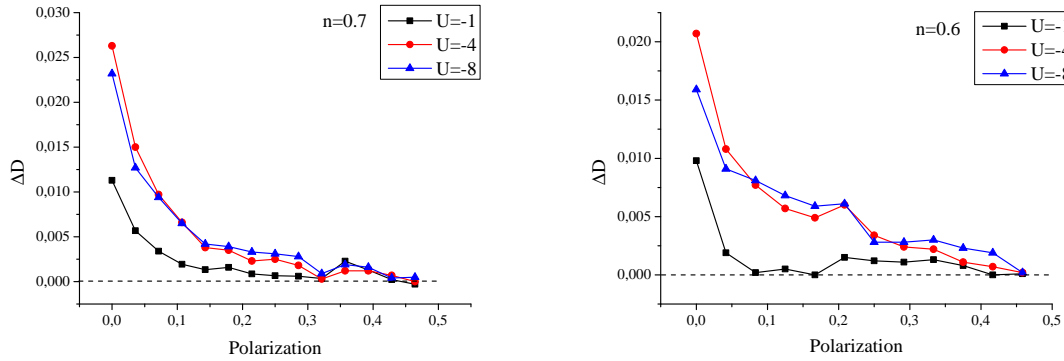 0,030
0,025
0,020
0,015
0,010
0,005
0,000
ΔD
n=0.7
U=-1
U=-4
U=-8
0,0 0,1 0,2 0,3 0,4 0,5
Polarization
0,020
0,015
0,010
0,005
0,000
ΔD
n=0.6
U=-
U=-4
U=-8
0,0 0,1 0,2 0,3 0,4 0,5
Polarization